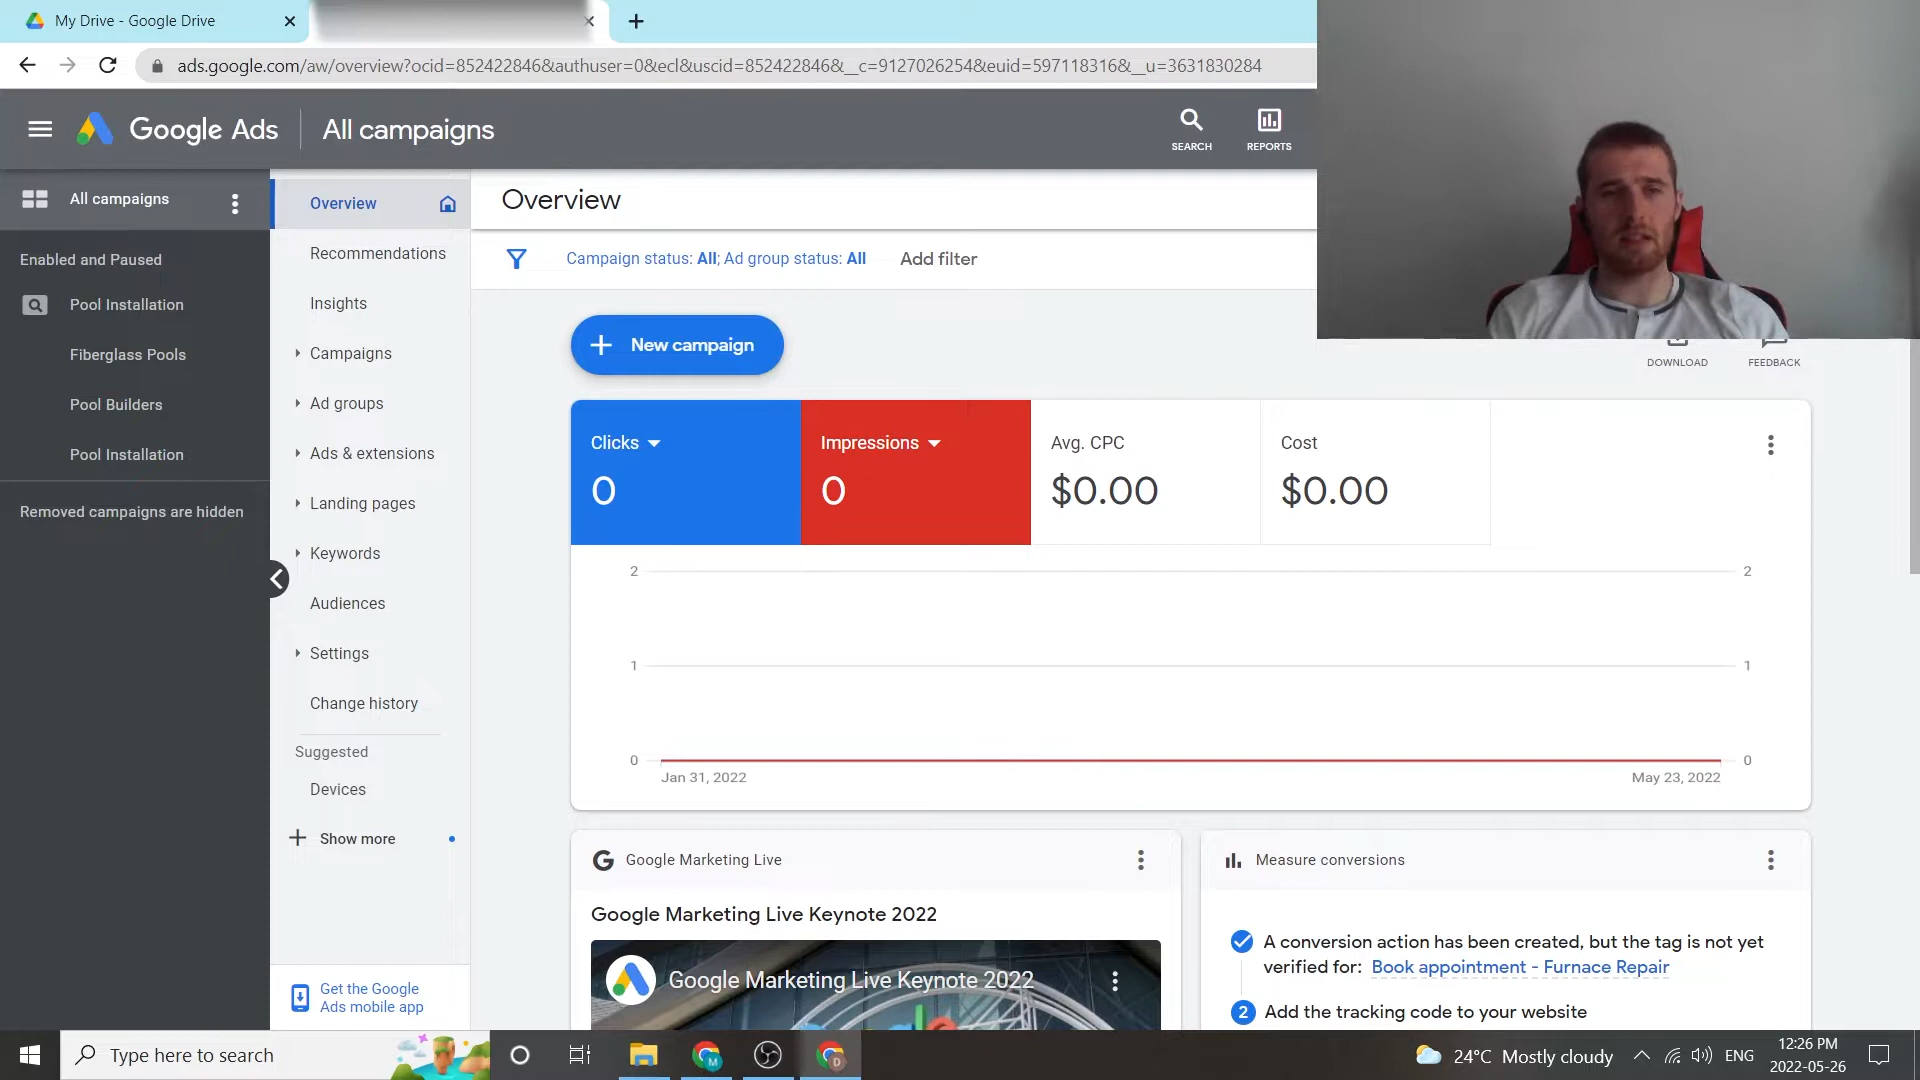 My Drive - Google Drive
ads.google.com/aw/overview?ocid=852422846&authuser=0&ecl&uscid=852422846&__c=9127026254&euid=597118316&__u=3631830284
Google Ads
All campaigns
SEARCH
REPORTS
All campaigns
Enabled and Paused
Pool Installation
Fiberglass Pools
Pool Builders
Pool Installation
Removed campaigns are hidden
Overview
Recommendations
Insights
Campaigns
Ad groups
Ads & extensions
Landing pages
Keywords
Audiences
Settings
Change history
Suggested
Devices
Show more
Get the Google
Ads mobile app
Overview
Campaign status: All; Ad group status: All
Add filter
New campaign
DOWNLOAD
FEEDBACK
Clicks
0
Impressions
0
Avg. CPC
$0.00
Cost
$0.00
2
2
1
1
0
0
Jan 31, 2022
May 23, 2022
Google Marketing Live
Google Marketing Live Keynote 2022
Google Marketing Live Keynote 2022
Measure conversions
A conversion action has been created, but the tag is not yet
verified for: Book appointment - Furnace Repair
2 Add the tracking code to your website
Type here to search
24°C Mostly cloudy
ENG
12:26 PM
2022-05-26